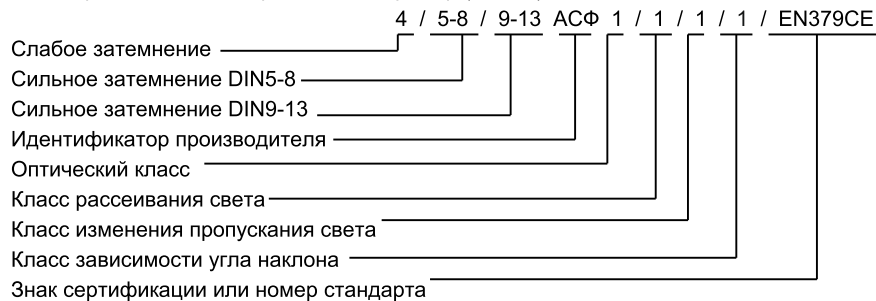 4 / 5-8 / 9-13 АСФ 1 / 1 / 1 / 1 / EN379CE
Слабое затемнение
Сильное затемнение DIN5-8
Сильное затемнение DIN9-13
Идентификатор производителя
Оптический класс
Класс рассеивания света
Класс изменения пропускания света
Класс зависимости угла наклона
Знак сертификации или номер стандарта